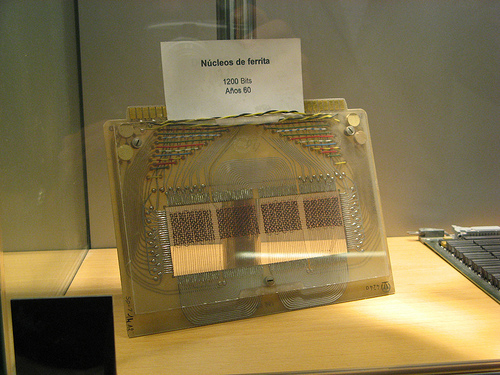 Núcleos de ferrita
1200 Bits
Años 60